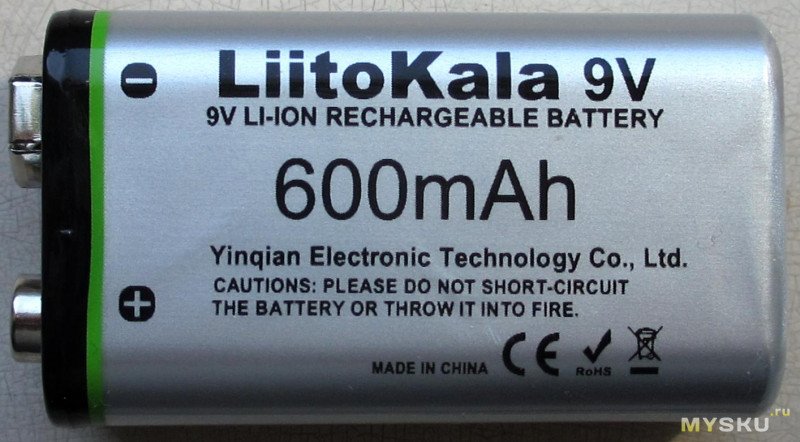 LiitoKala 9V
9V LI-ION RECHARGEABLE BATTERY
600mAh
Yinqian Electronic Technology Co., Ltd.
CAUTIONS: PLEASE DO NOT SHORT-CIRCUIT
THE BATTERY OR THROW IT INTO FIRE.
MADE IN CHINA CE RoHS
MYSKU.ru